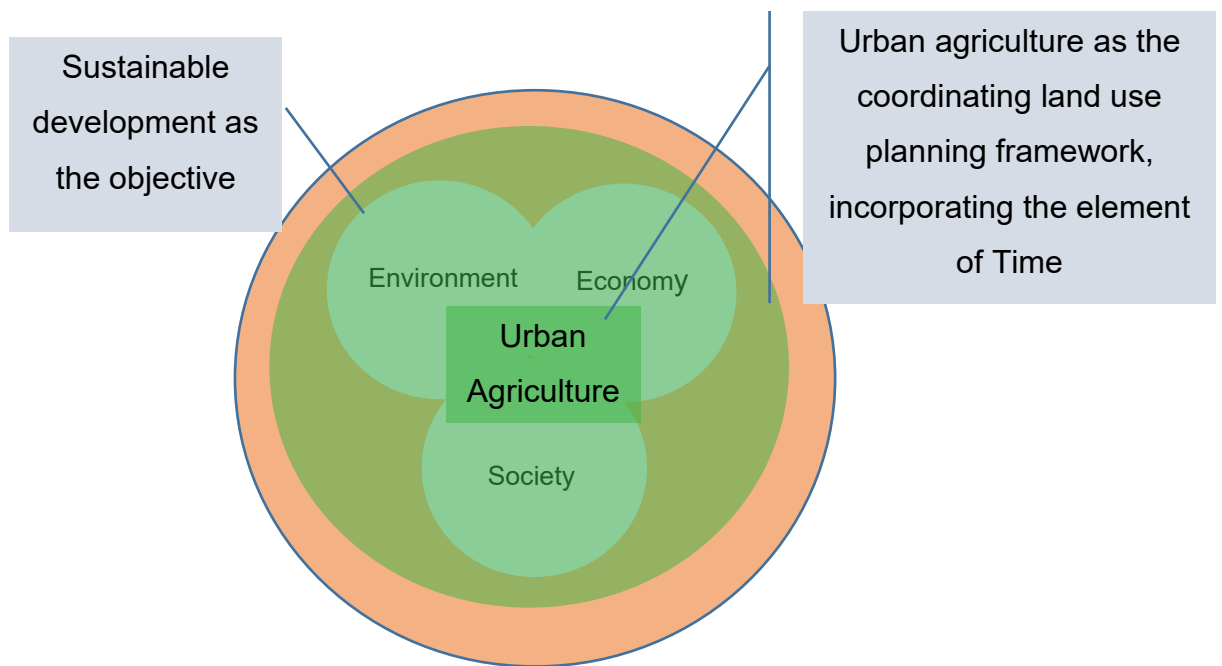 Sustainable
development as
the objective
Urban agriculture as the
coordinating land use
planning framework,
incorporating the element
of Time
Environment
Economy
Urban
Agriculture
Society